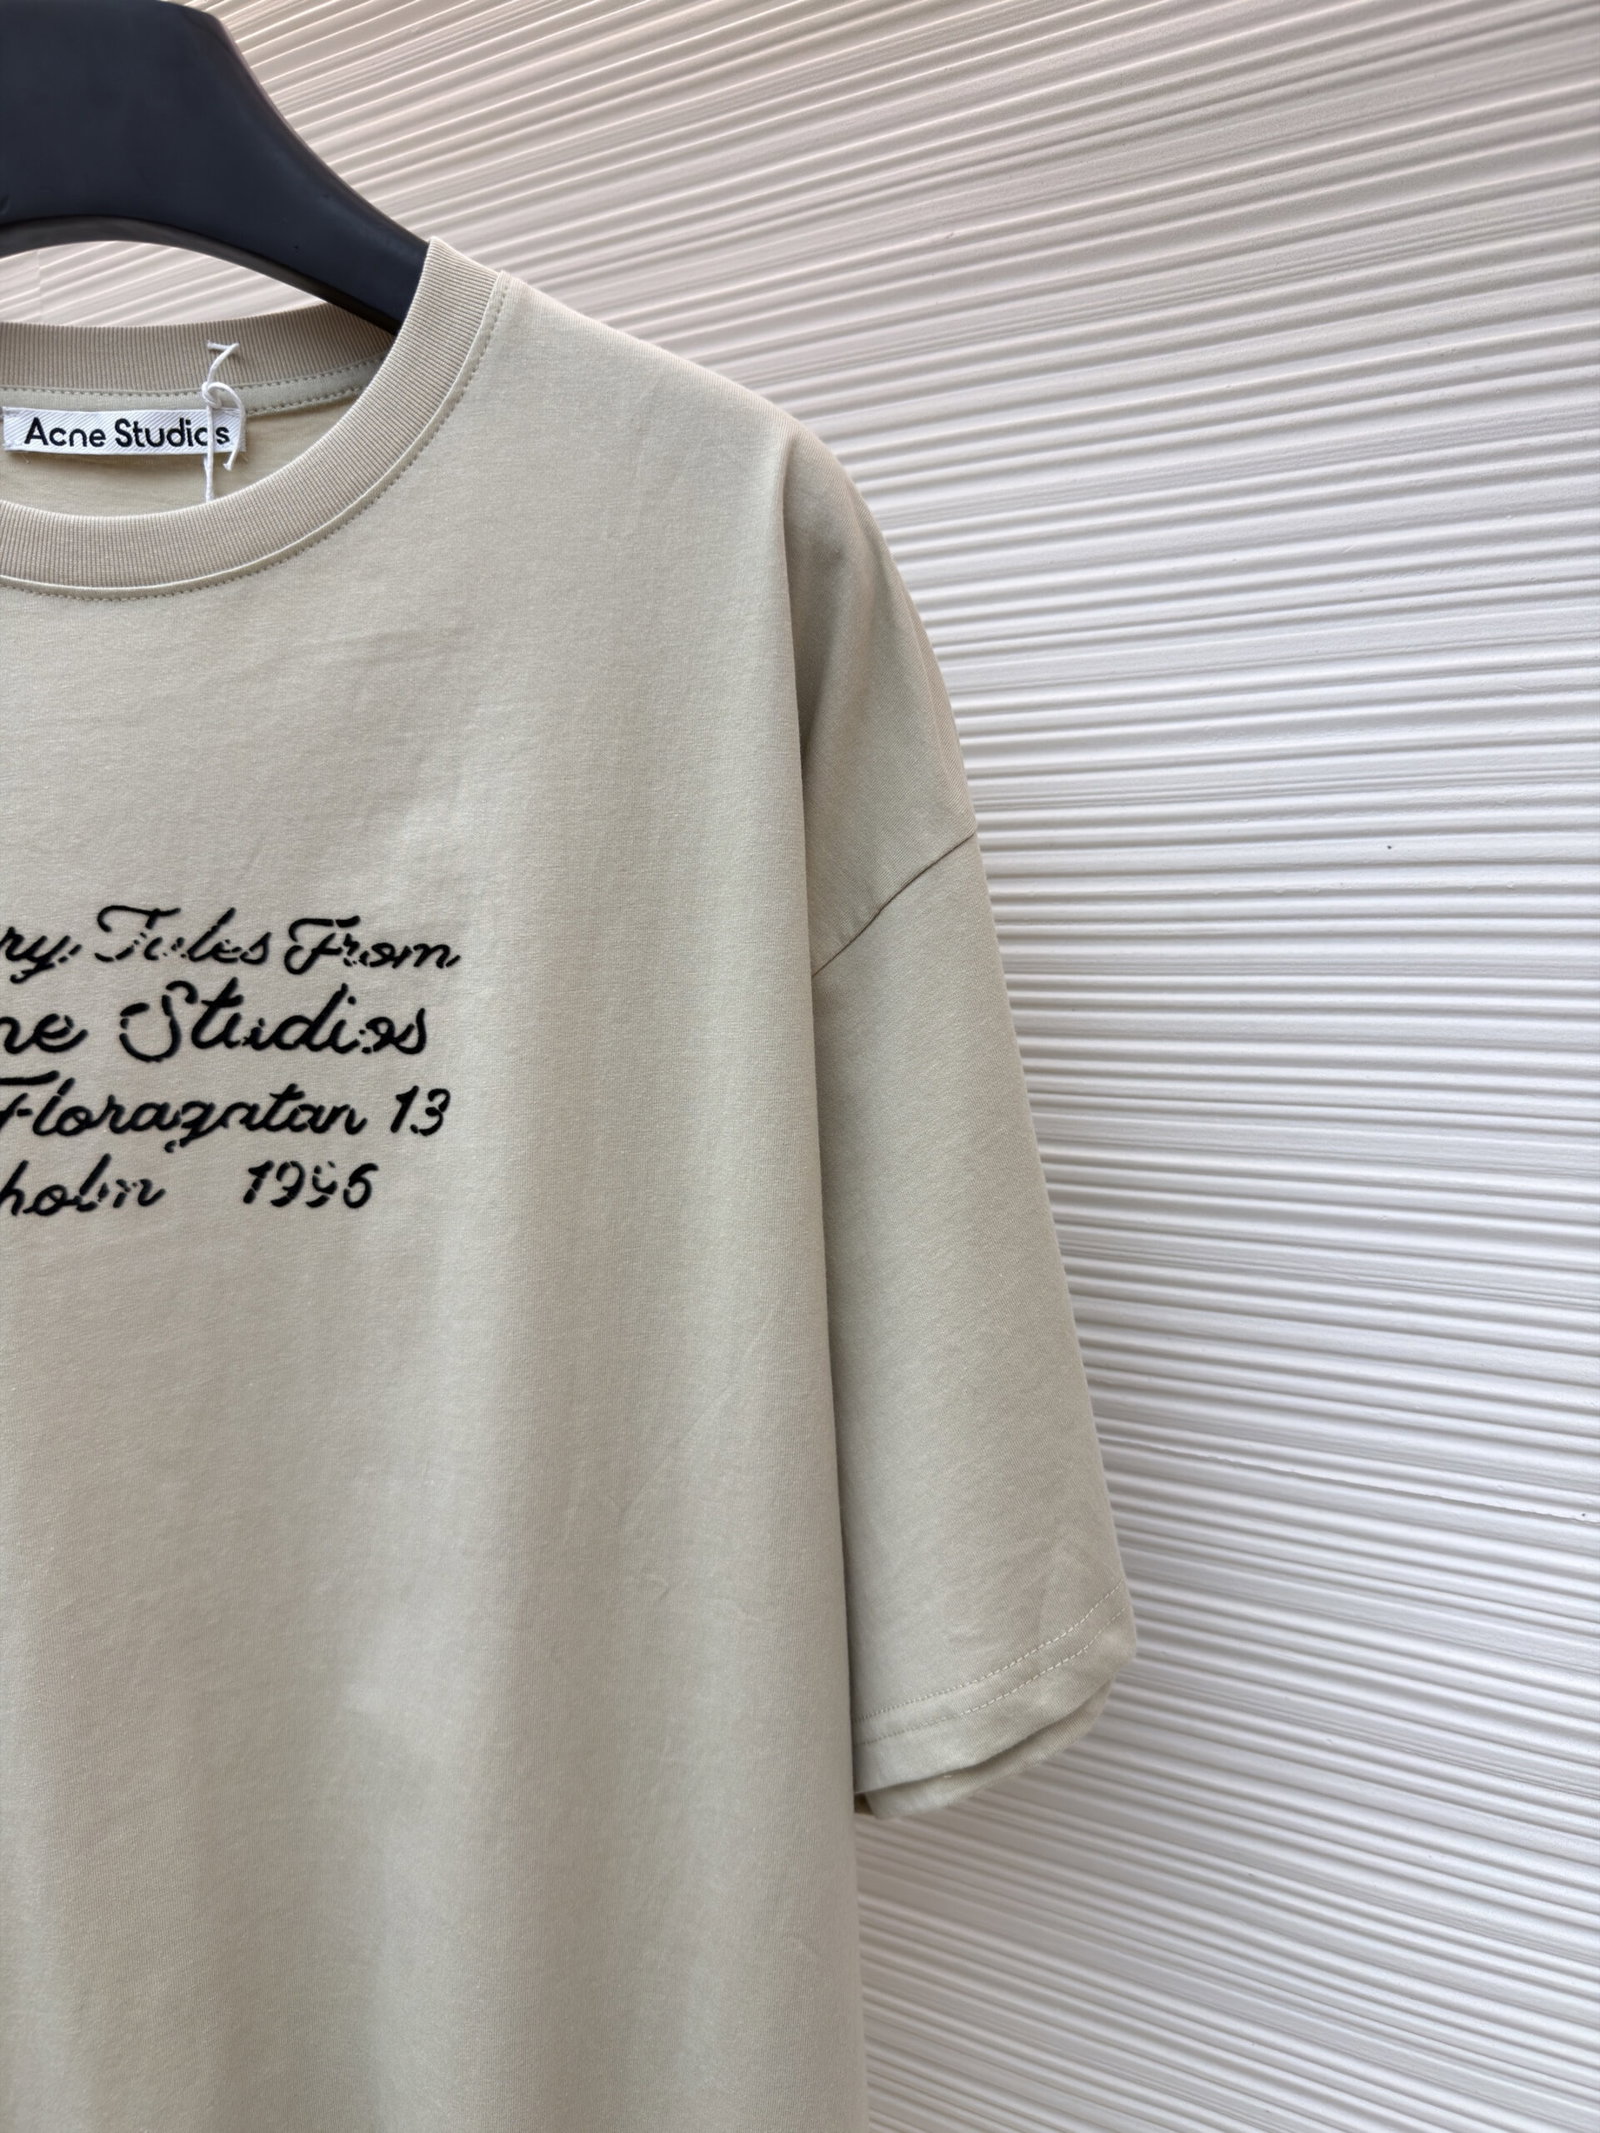 Acne Studios
ry Tales From
ne Studios
Floragatan 13
holm 1996